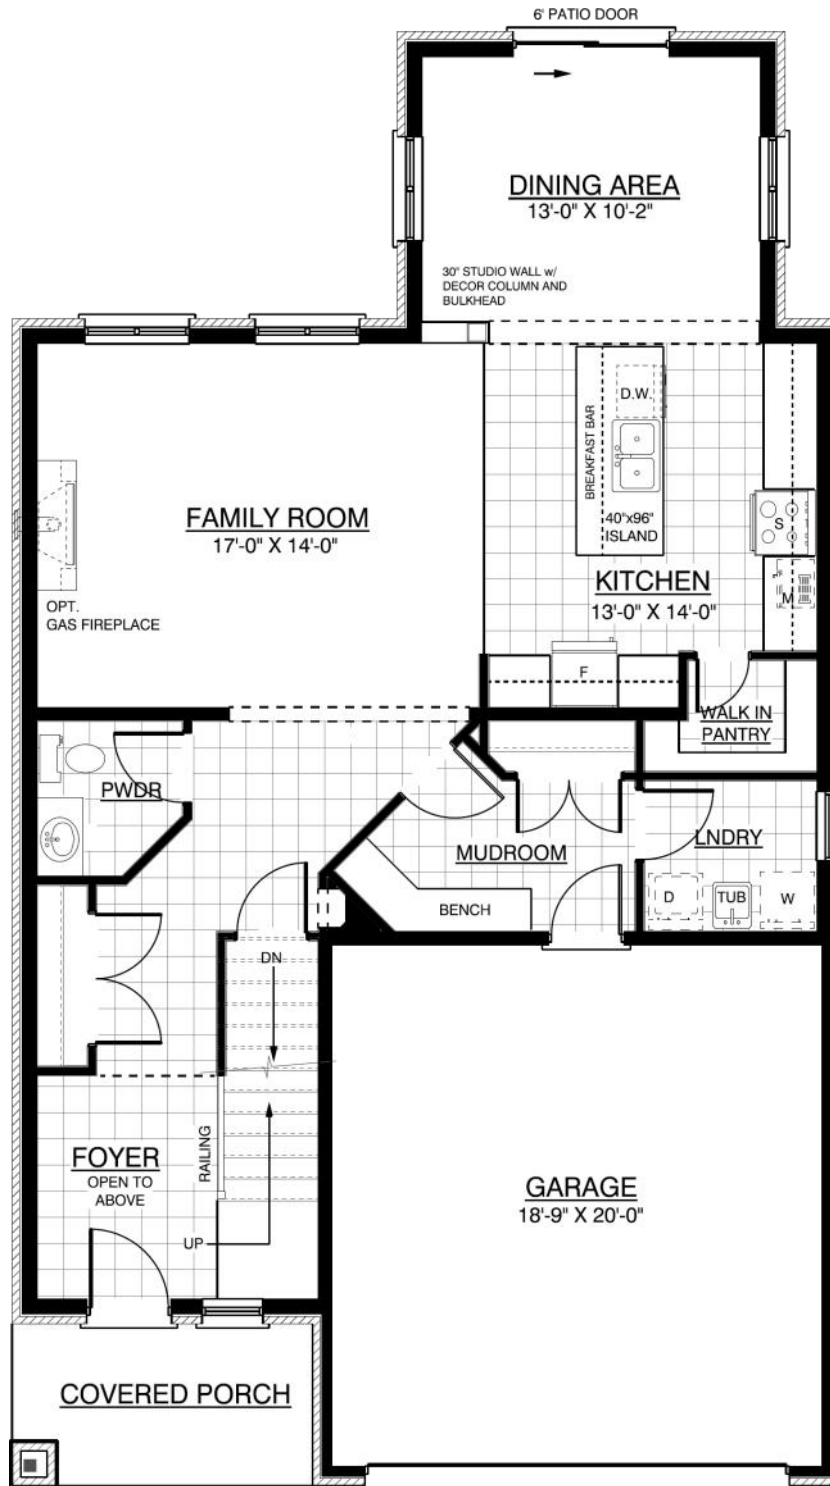 6' PATIO DOOR
DINING AREA
13'-0" X 10'-2"
30" STUDIO WALL w/
DECOR COLUMN AND
BULKHEAD
D.W.
BREAKFAST BAR
40"x96"
ISLAND
S
FAMILY ROOM
17'-0" X 14'-0"
KITCHEN
13'-0" X 14'-0"
M
OPT.
GAS FIREPLACE
F
WALK IN
PANTRY
PWDR
MUDROOM
LNDRY
BENCH
D
TUB
W
DN
FOYER
OPEN TO
ABOVE
RAILING
UP
GARAGE
18'-9" X 20'-0"
COVERED PORCH